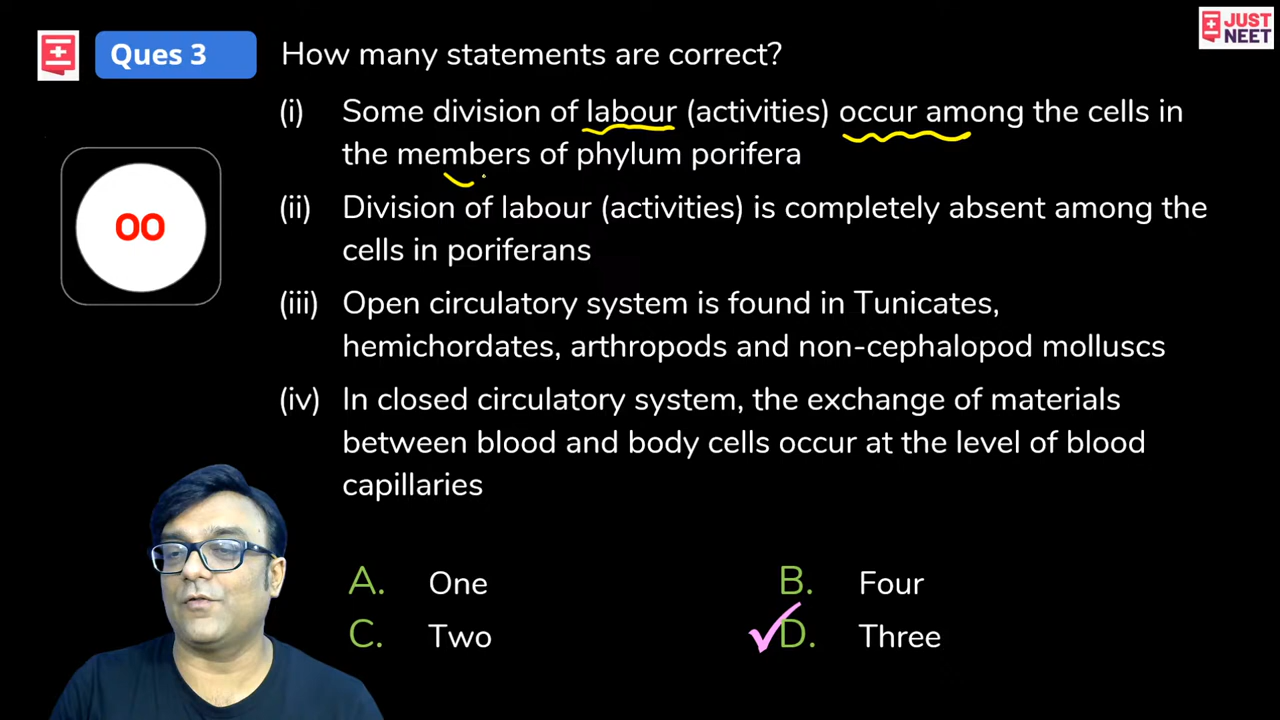 JUST
NEET
Ques 3
How many statements are correct?
(i) Some division of labour (activities) occur among the cells in
the members of phylum porifera
00
(ii) Division of labour (activities) is completely absent among the
cells in poriferans
(iii) Open circulatory system is found in Tunicates,
hemichordates, arthropods and non-cephalopod molluscs
(iv) In closed circulatory system, the exchange of materials
between blood and body cells occur at the level of blood
capillaries
A. One
B. Four
C. Two
D. Three